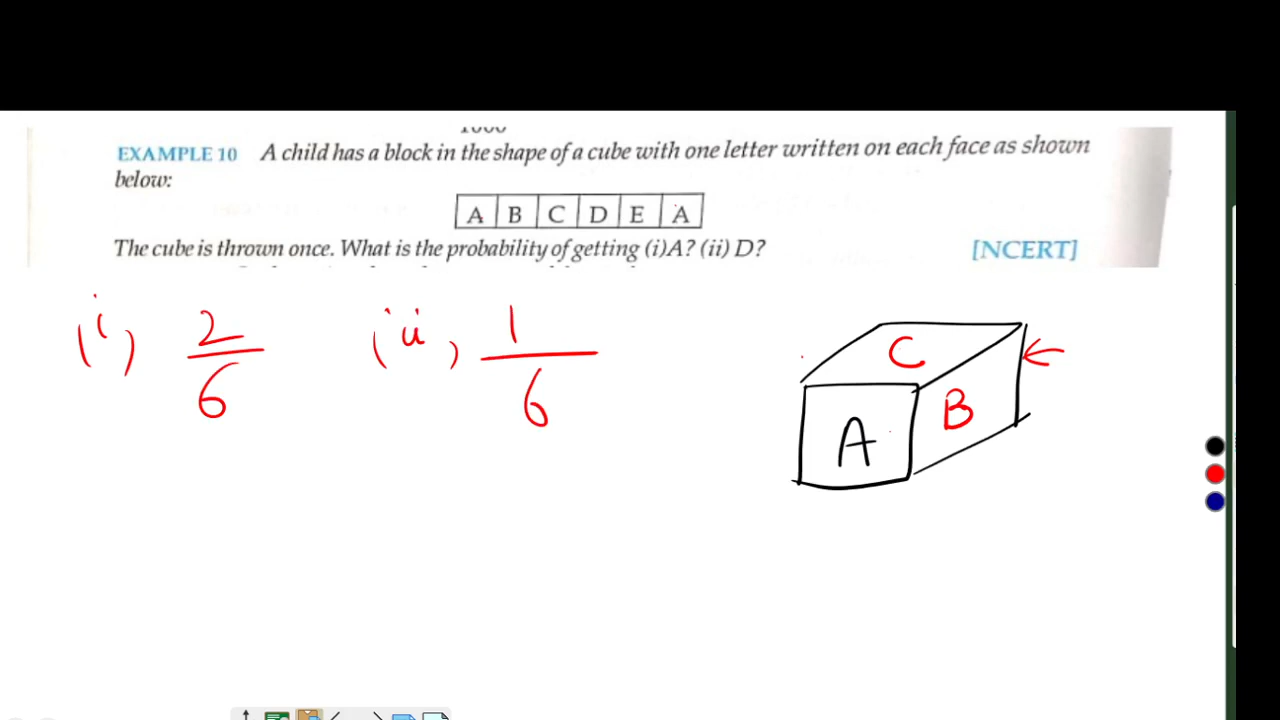 EXAMPLE 10 A child has a block in the shape of a cube with one letter written on each face as shown
below:
A B C D E A
The cube is thrown once. What is the probability of getting (i)A? (ii) D? [NCERT]
(i) 2/6 (ii) 1/6
C
B
A